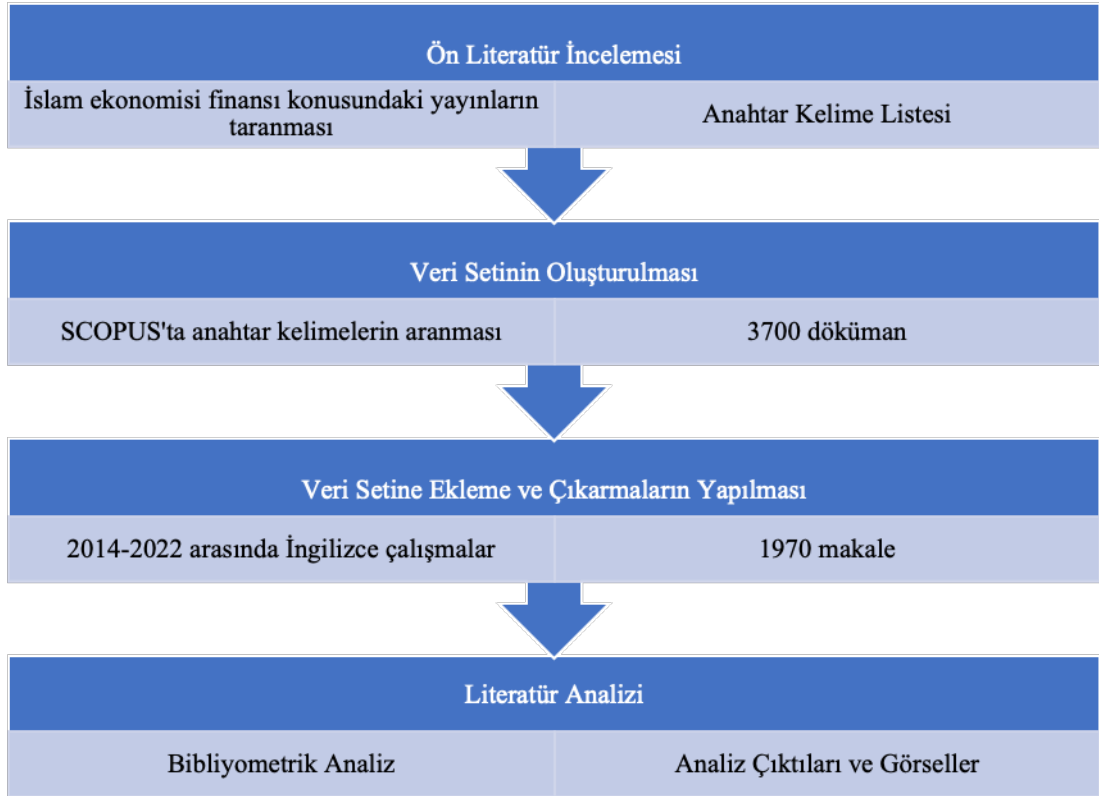 Ön Literatür İncelemesi
İslam ekonomisi finansı konusundaki yayınların
taranması
Anahtar Kelime Listesi
Veri Setinin Oluşturulması
SCOPUS'ta anahtar kelimelerin aranması
3700 döküman
Veri Setine Ekleme ve Çıkarmaların Yapılması
2014-2022 arasında İngilizce çalışmalar
1970 makale
Literatür Analizi
Bibliyometrik Analiz
Analiz Çıktıları ve Görseller